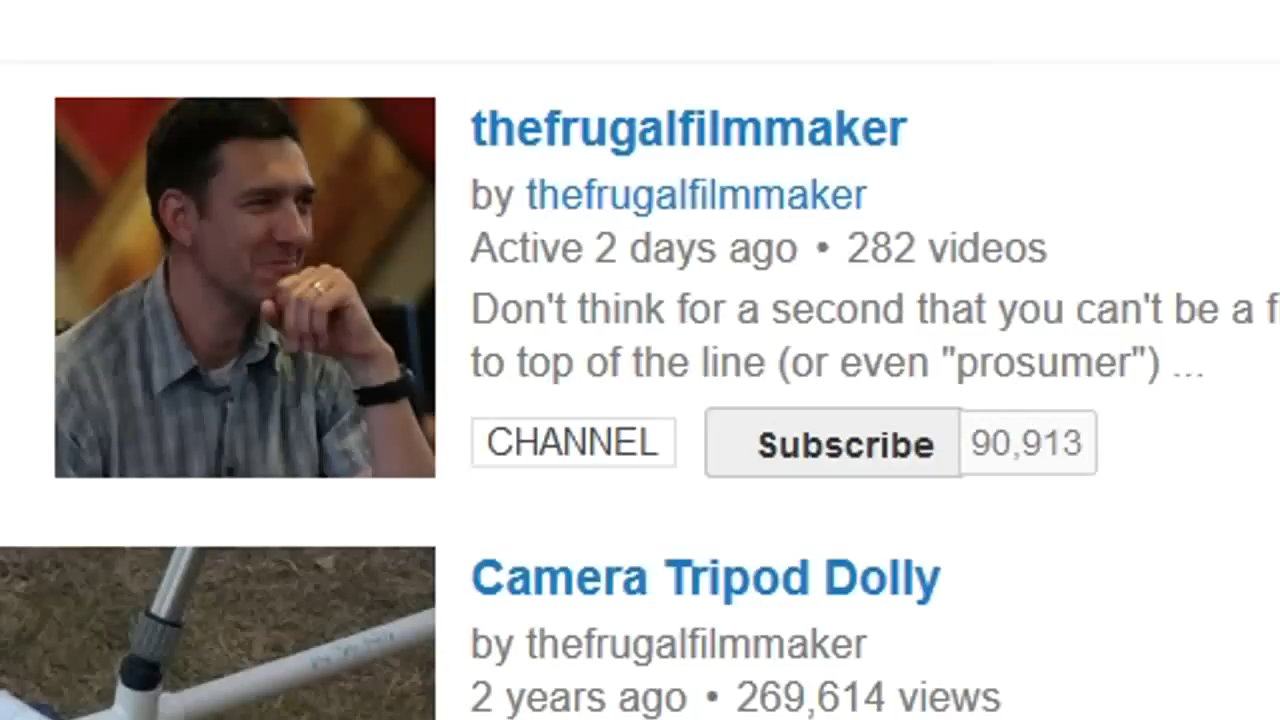 thefrugalfilmmaker
by thefrugalfilmmaker
Active 2 days ago • 282 videos
Don't think for a second that you can't be a f
to top of the line (or even "prosumer") ...
CHANNEL Subscribe 90,913
Camera Tripod Dolly
by thefrugalfilmmaker
2 years ago • 269,614 views